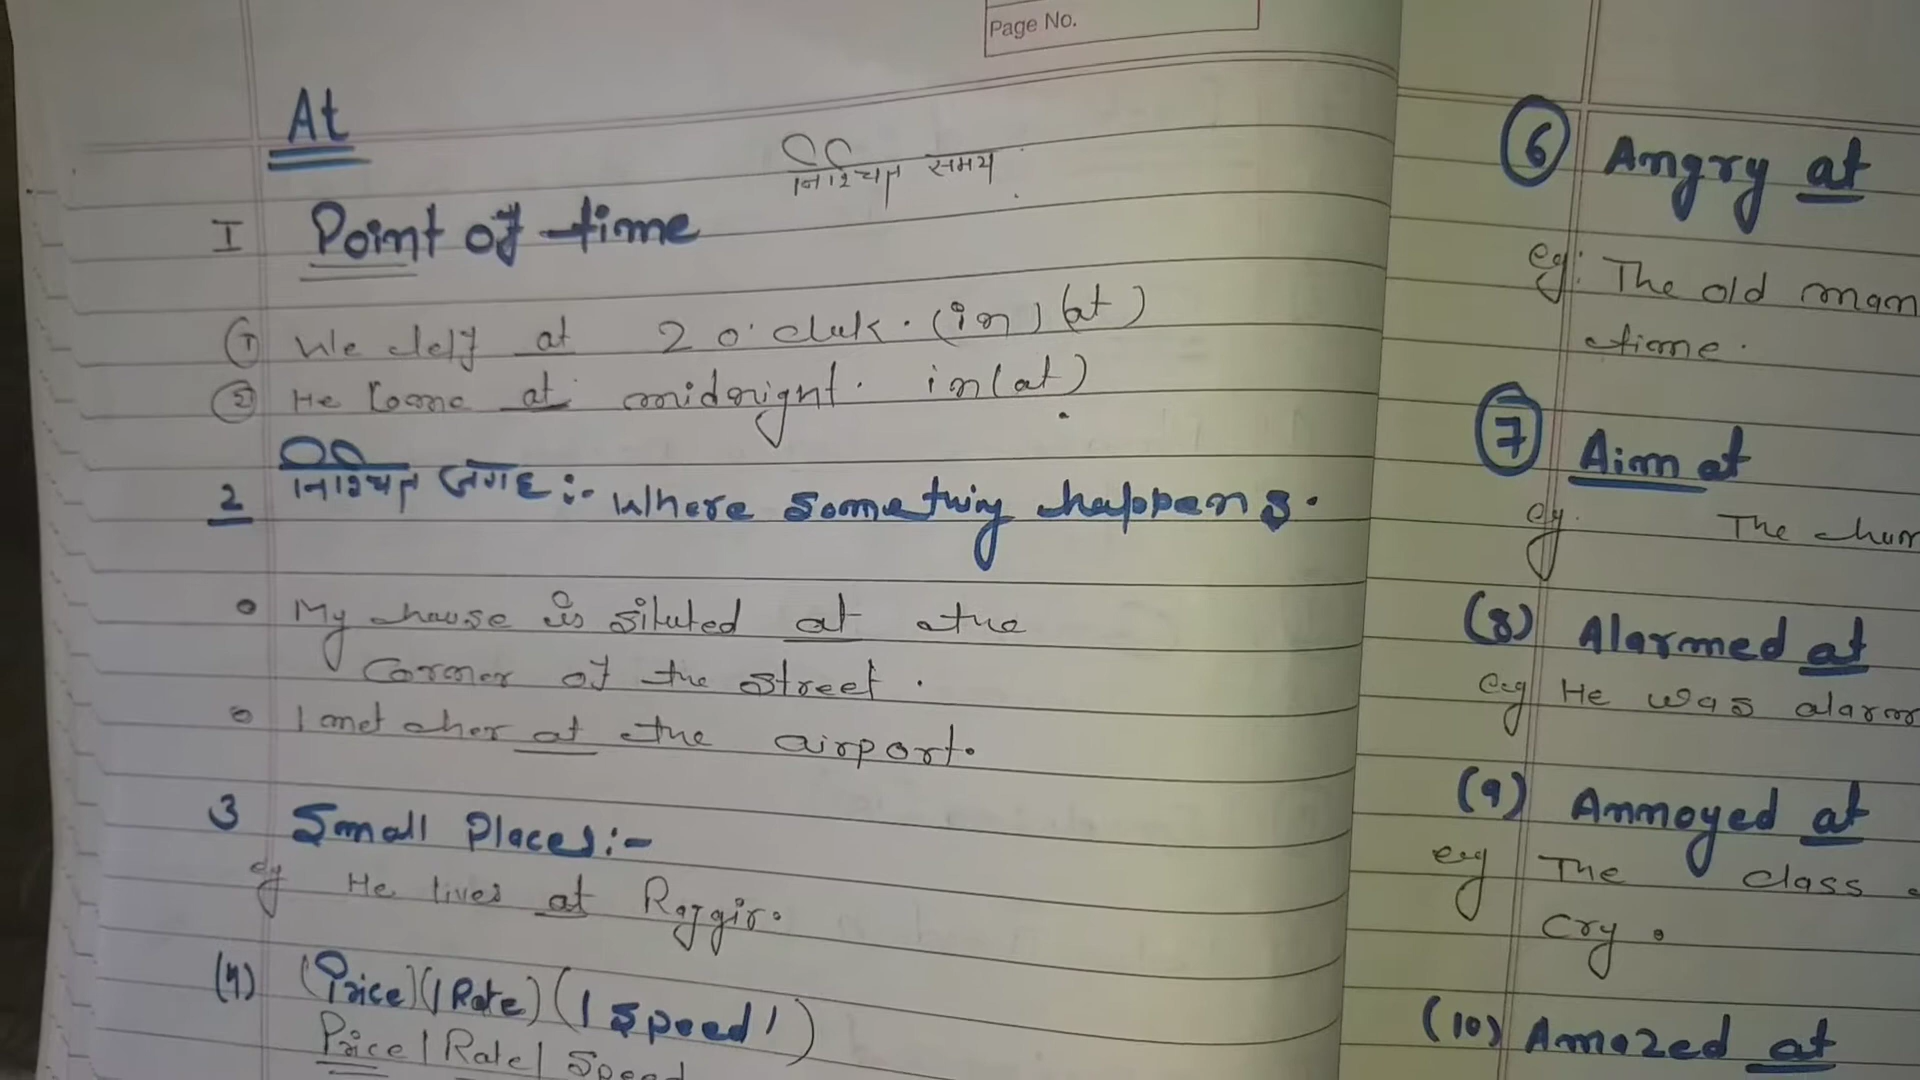 Page No.
At
निश्चित समय
I Point of time
① We left at 2 o'clock. (in) (at)
② He came at midnight. in (at)
2 निश्चित जगह :- Where something happens.
My house is situted at the
corner of the street.
I met her at the airport.
3 Small Places:-
eg He lives at Rajgir.
(4) (Price) (Rate) (Speed)
Price | Rate | Speed
⑥ Angry at
eg: The old man
time.
⑦ Aim at
eg. The
(8) Alarmed at
e.g He was
(9) Annoyed at
e.g The class
cry.
(10) Amazed at